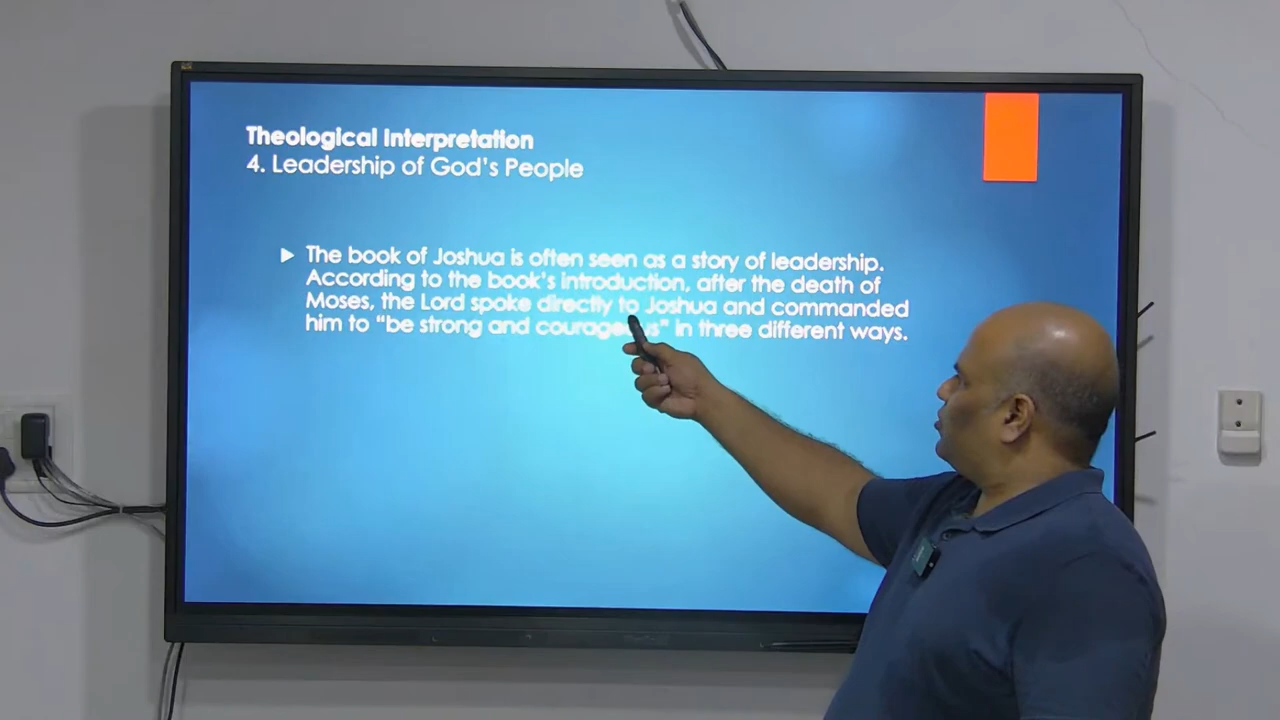 Theological Interpretation
4. Leadership of God's People
The book of Joshua is often seen as a story of leadership.
According to the book's introduction, after the death of
Moses, the Lord spoke directly to Joshua and commanded
him to “be strong and courageous” in three different ways.